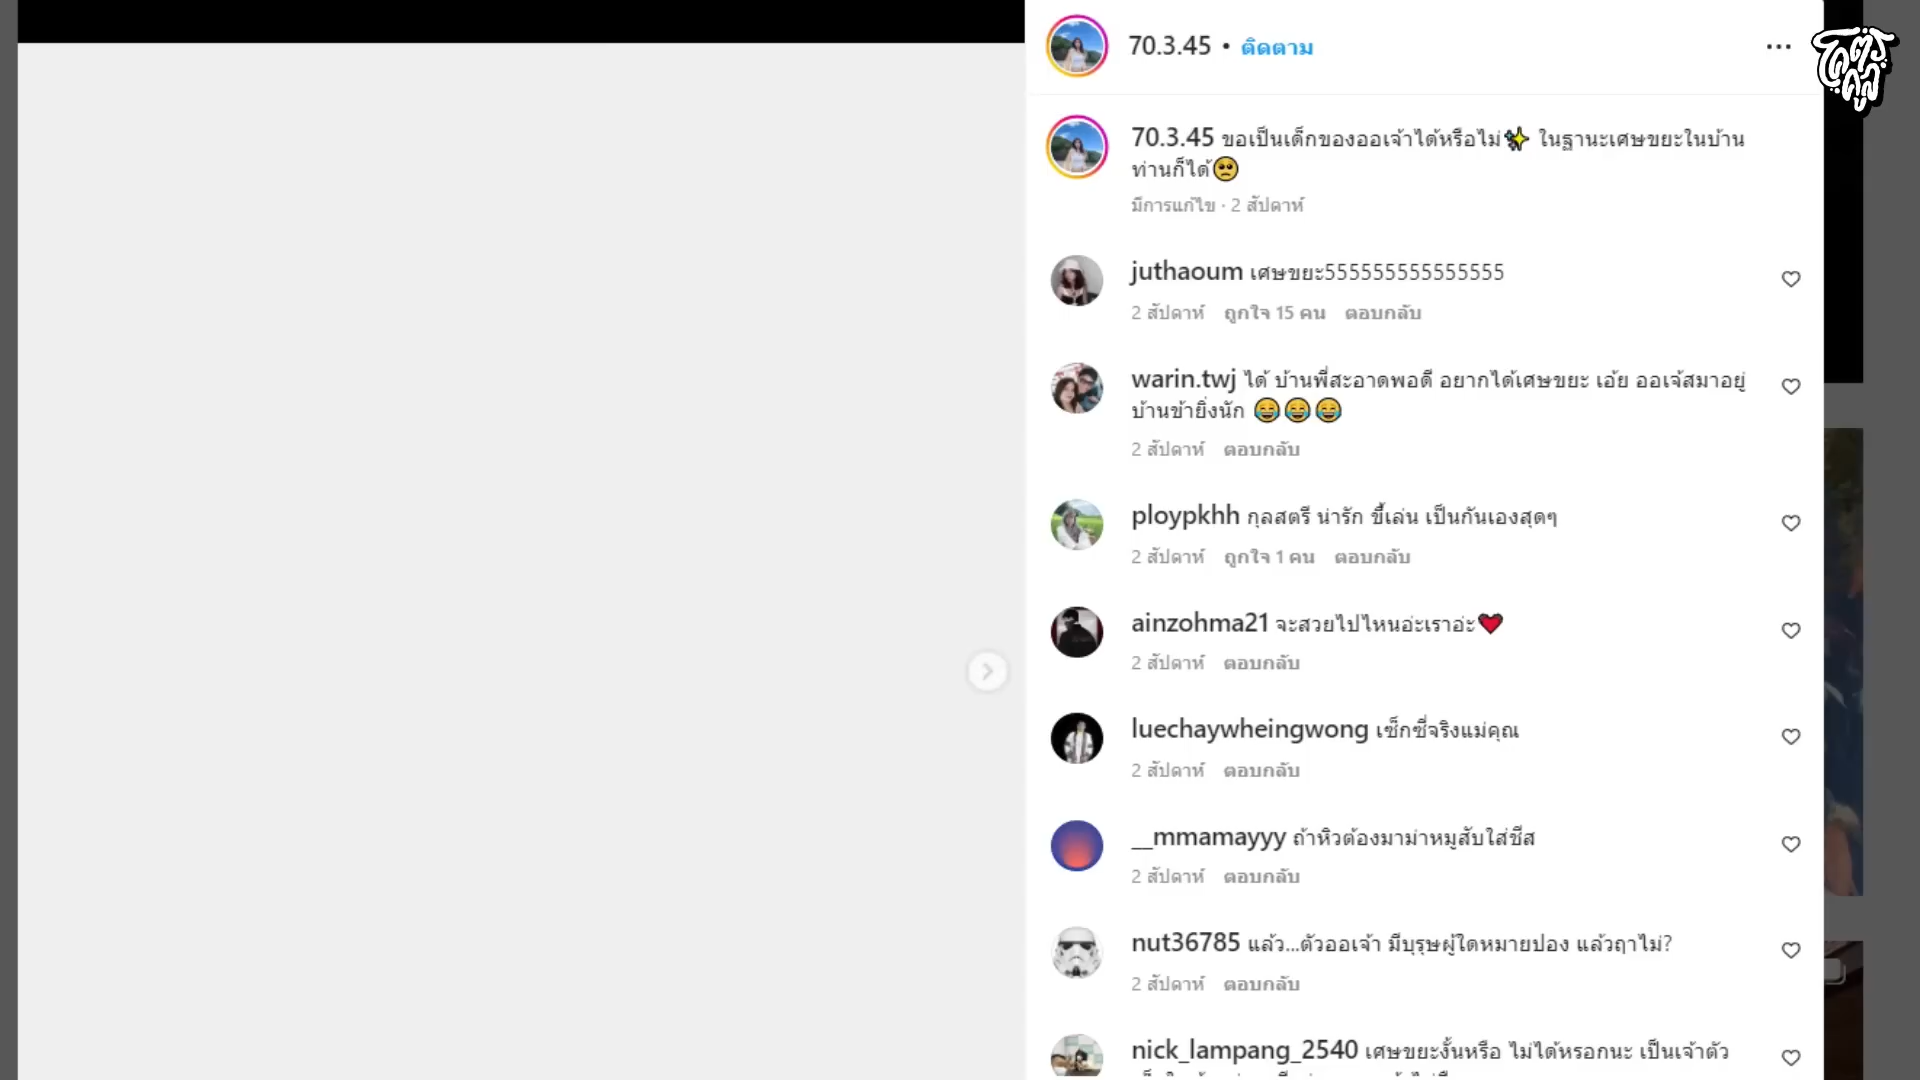 โคตรคูล
70.3.45 • ติดตาม
70.3.45 ขอเป็นเด็กของออเจ้าได้หรือไม่✨ ในฐานะเศษขยะในบ้าน
ท่านก็ได้🥺
มีการแก้ไข · 2 สัปดาห์
juthaoum เศษขยะ555555555555555
2 สัปดาห์ ถูกใจ 15 คน ตอบกลับ
warin.twj ได้ บ้านพี่สะอาดพอดี อยากได้เศษขยะ เอ้ย ออเจ้สมาอยู่
บ้านข้ายิ่งนัก 😂😂😂
2 สัปดาห์ ตอบกลับ
ploypkhh กุลสตรี น่ารัก ขี้เล่น เป็นกันเองสุดๆ
2 สัปดาห์ ถูกใจ 1 คน ตอบกลับ
ainzohma21 จะสวยไปไหนอ่ะเราอ่ะ❤️
2 สัปดาห์ ตอบกลับ
luechaywheingwong เซ็กซี่จริงแม่คุณ
2 สัปดาห์ ตอบกลับ
__mmamayyy ถ้าหิวต้องมาม่าหมูสับใส่ชีส
2 สัปดาห์ ตอบกลับ
nut36785 แล้ว...ตัวออเจ้า มีบุรุษผู้ใดหมายปอง แล้วฤาไม่?
2 สัปดาห์ ตอบกลับ
nick_lampang_2540 เศษขยะงั้นหรือ ไม่ได้หรอกนะ เป็นเจ้าตัว